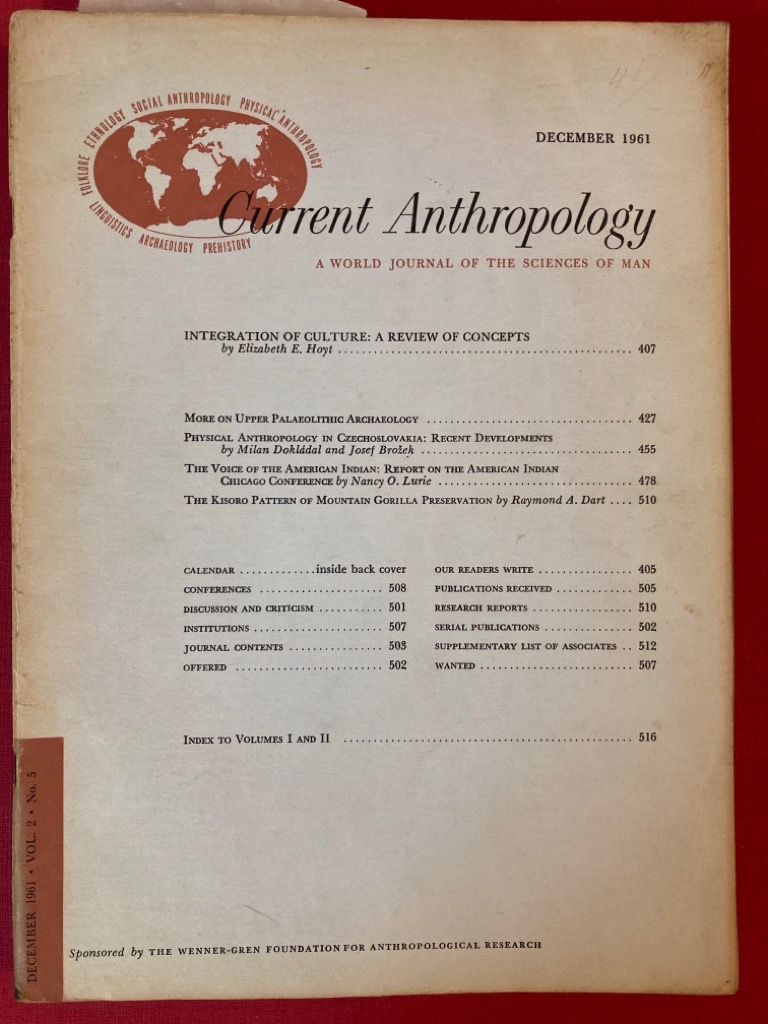 DECEMBER 1961
FOLKLORE ETHNOLOGY SOCIAL ANTHROPOLOGY PHYSICAL ANTHROPOLOGY
LINGUISTICS ARCHAEOLOGY PREHISTORY
Current Anthropology
A WORLD JOURNAL OF THE SCIENCES OF MAN
INTEGRATION OF CULTURE: A REVIEW OF CONCEPTS
by Elizabeth E. Hoyt ................................................ 407
MORE ON UPPER PALAEOLITHIC ARCHAEOLOGY .................................. 427
PHYSICAL ANTHROPOLOGY IN CZECHOSLOVAKIA: RECENT DEVELOPMENTS
by Milan Dokládal and Josef Brožek .................................. 455
THE VOICE OF THE AMERICAN INDIAN: REPORT ON THE AMERICAN INDIAN
CHICAGO CONFERENCE by Nancy O. Lurie ................................ 478
THE KISORO PATTERN OF MOUNTAIN GORILLA PRESERVATION by Raymond A. Dart .... 510
CALENDAR .............inside back cover
CONFERENCES ..................... 508
DISCUSSION AND CRITICISM ........... 501
INSTITUTIONS ...................... 507
JOURNAL CONTENTS ................ 503
OFFERED ......................... 502
OUR READERS WRITE ................ 405
PUBLICATIONS RECEIVED ............. 505
RESEARCH REPORTS ................. 510
SERIAL PUBLICATIONS ............... 502
SUPPLEMENTARY LIST OF ASSOCIATES .. 512
WANTED .......................... 507
INDEX TO VOLUMES I AND II ............................................... 516
DECEMBER 1961 • VOL. 2 • No. 5
Sponsored by THE WENNER-GREN FOUNDATION FOR ANTHROPOLOGICAL RESEARCH